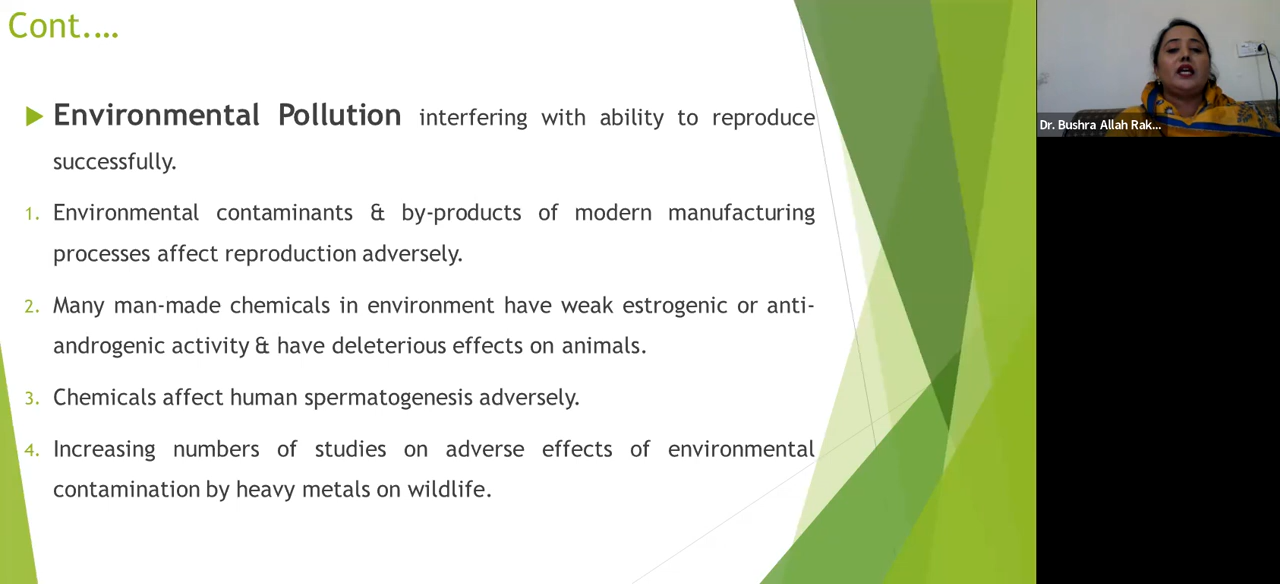 Cont.…
Environmental Pollution interfering with ability to reproduce
successfully.
1. Environmental contaminants & by-products of modern manufacturing
processes affect reproduction adversely.
2. Many man-made chemicals in environment have weak estrogenic or anti-
androgenic activity & have deleterious effects on animals.
3. Chemicals affect human spermatogenesis adversely.
4. Increasing numbers of studies on adverse effects of environmental
contamination by heavy metals on wildlife.
Dr. Bushra Allah Rak...